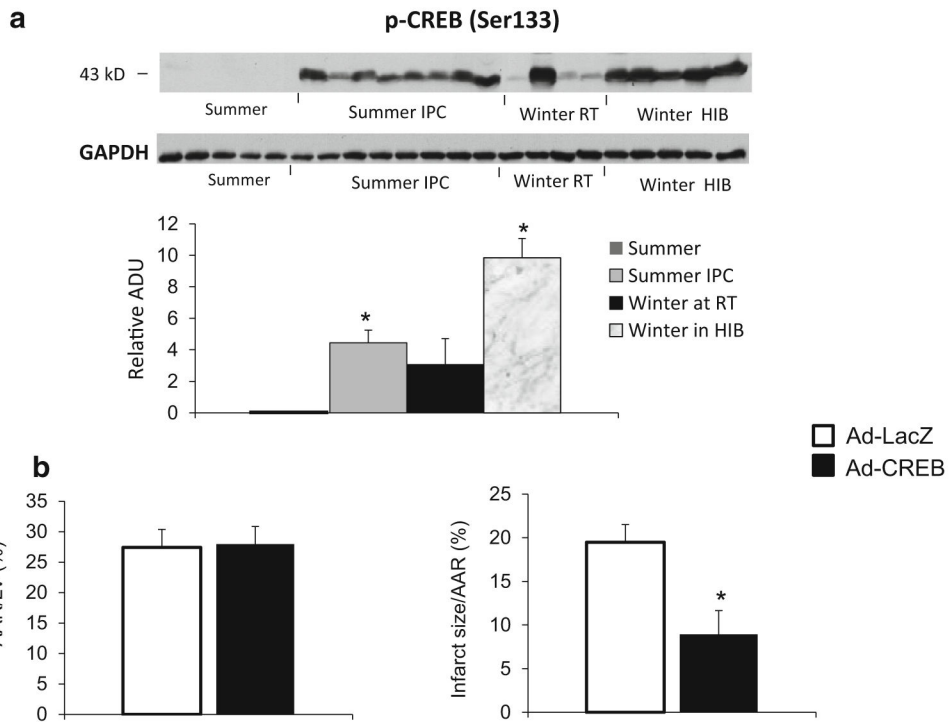 a
p-CREB (Ser133)
43 kD –
Summer
Summer IPC
Winter RT
Winter HIB
GAPDH
Summer
Summer IPC
Winter RT
Winter HIB
12
10
8
6
4
2
0
Relative ADU
*
*
Summer
Summer IPC
Winter at RT
Winter in HIB
Ad-LacZ
Ad-CREB
b
35
30
25
20
15
10
5
0
25
20
15
10
5
0
Infarct size/AAR (%)
*